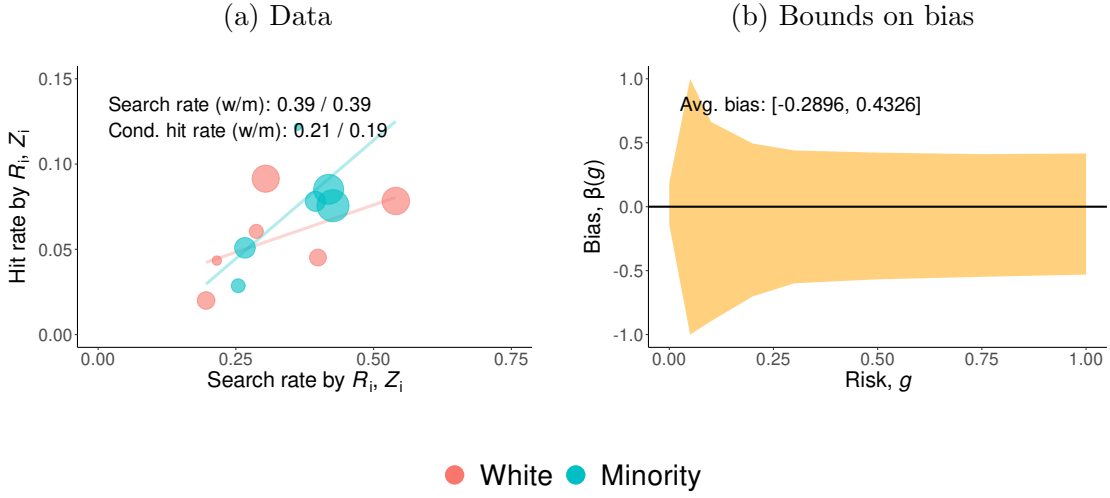 (a) Data
Search rate (w/m): 0.39 / 0.39
Cond. hit rate (w/m): 0.21 / 0.19
Hit rate by Ri, Zi
0.15
0.10
0.05
0.00
0.00 0.25 0.50 0.75
Search rate by Ri, Zi
(b) Bounds on bias
Avg. bias: [-0.2896, 0.4326]
Bias, β(g)
1.0
0.5
0.0
-0.5
-1.0
0.00 0.25 0.50 0.75 1.00
Risk, g
White Minority